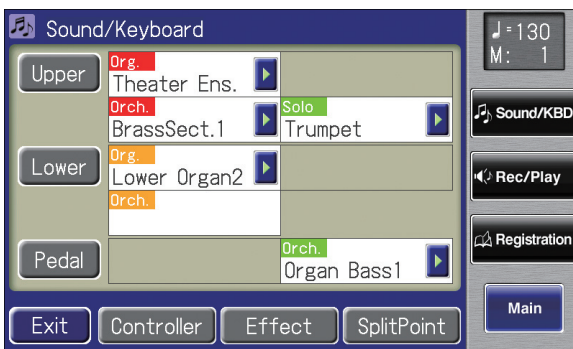 Sound/Keyboard
♩=130
M: 1
Upper
Org.
Theater Ens.
Orch.
BrassSect.1
Solo
Trumpet
Sound/KBD
Lower
Org.
Lower Organ2
Orch.
Rec/Play
Pedal
Orch.
Organ Bass1
Registration
Exit
Controller
Effect
SplitPoint
Main